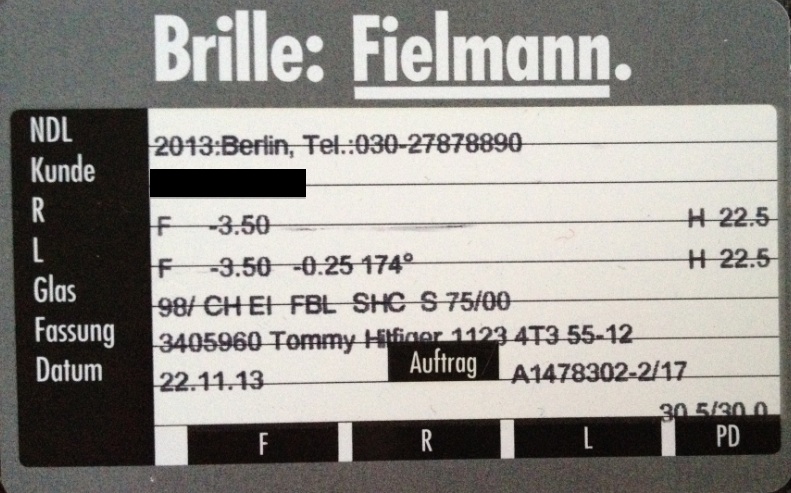 Brille: Fielmann.
NDL 2013:Berlin, Tel.:030-27878890
Kunde
R F -3.50 H 22.5
L F -3.50 -0.25 174° H 22.5
Glas 98/ CH EI FBL SHC S 75/00
Fassung 3405960 Tommy Hilfiger 1123 4T3 55-12
Datum 22.11.13 Auftrag A1478302-2/17
30.5/30.0
F R L PD